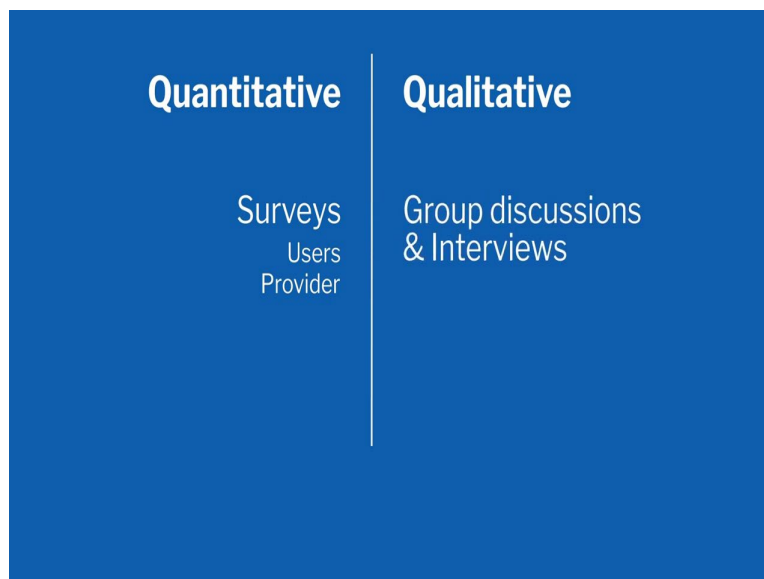 Quantitative
Surveys
Users
Provider
Qualitative
Group discussions
& Interviews